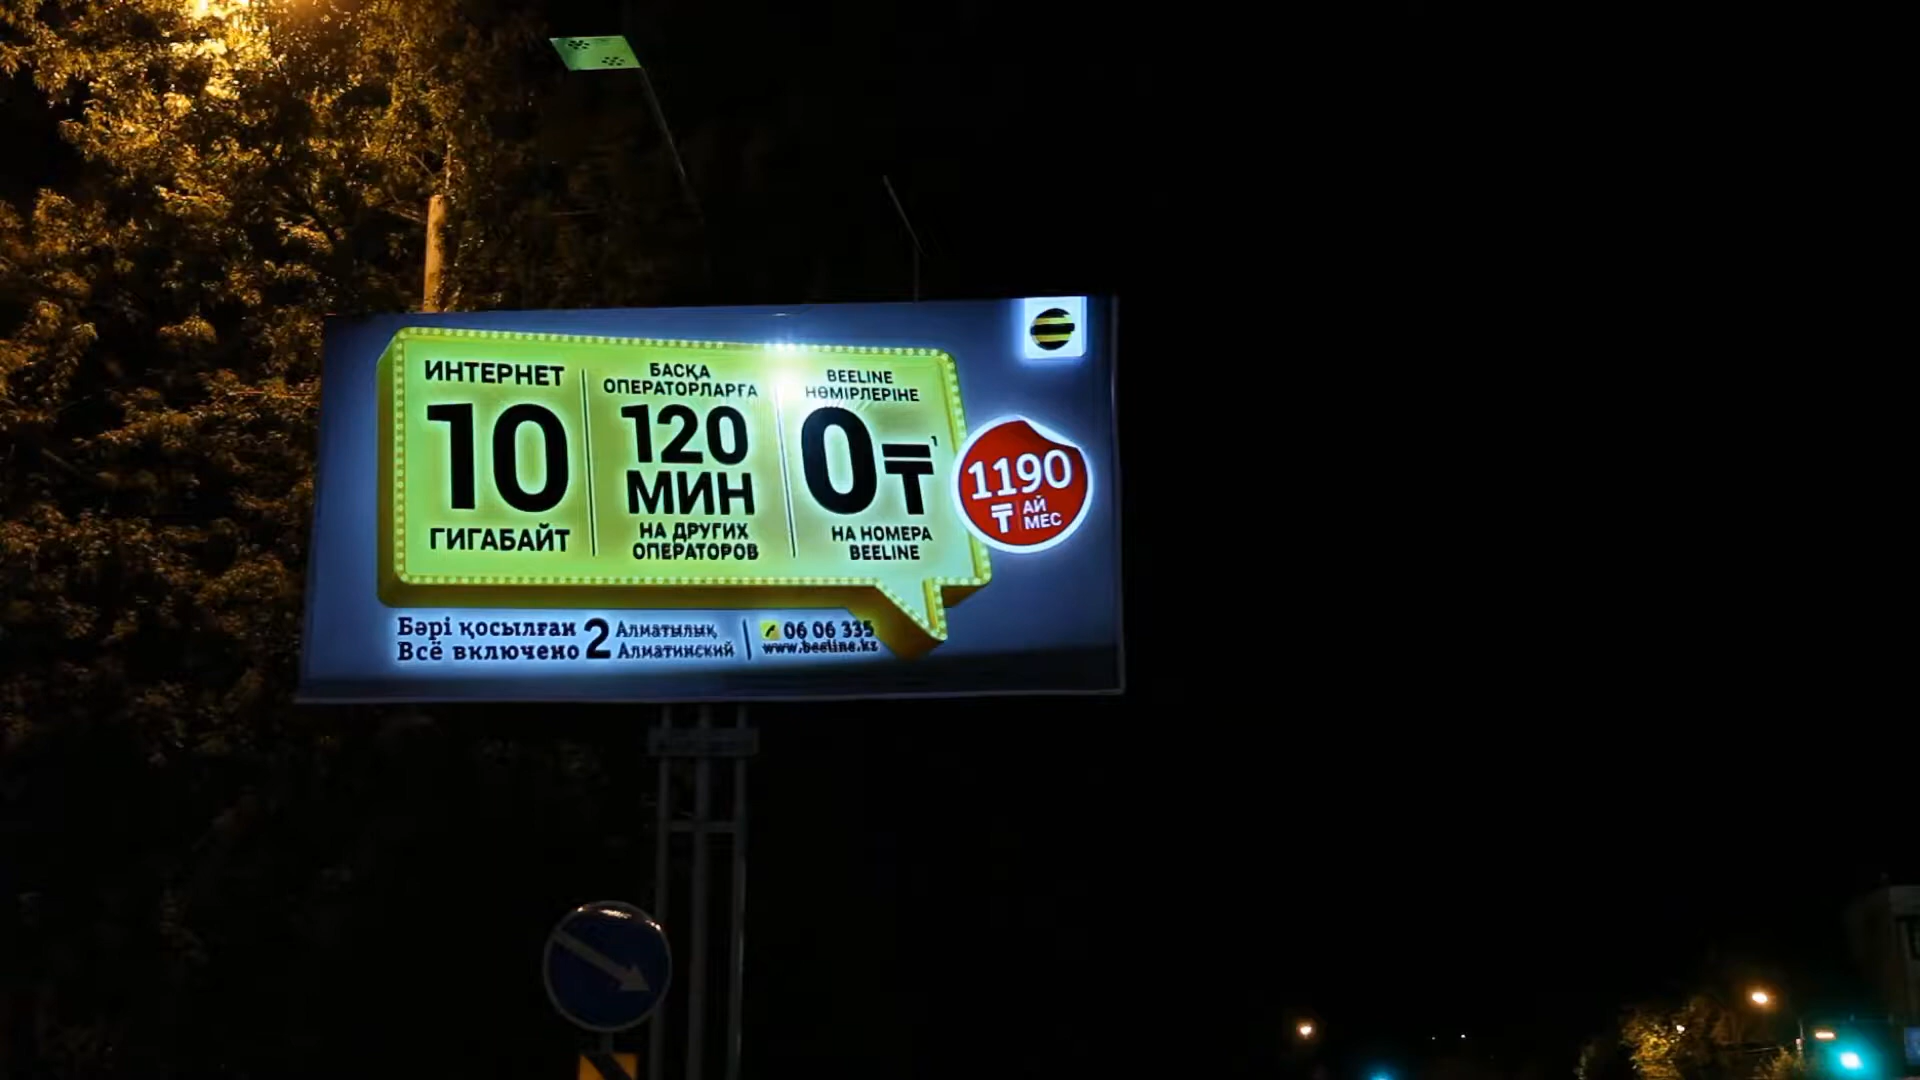 ИНТЕРНЕТ
10
ГИГАБАЙТ
БАСҚА
ОПЕРАТОРЛАРҒА
120
МИН
НА ДРУГИХ
ОПЕРАТОРОВ
BEELINE
НӨМІРЛЕРІНЕ
0₸¹
НА НОМЕРА
BEELINE
1190
₸ АЙ
МЕС
Бәрі қосылған
Всё включено
2
Алматылық
Алматинский
06 06 335
www.beeline.kz